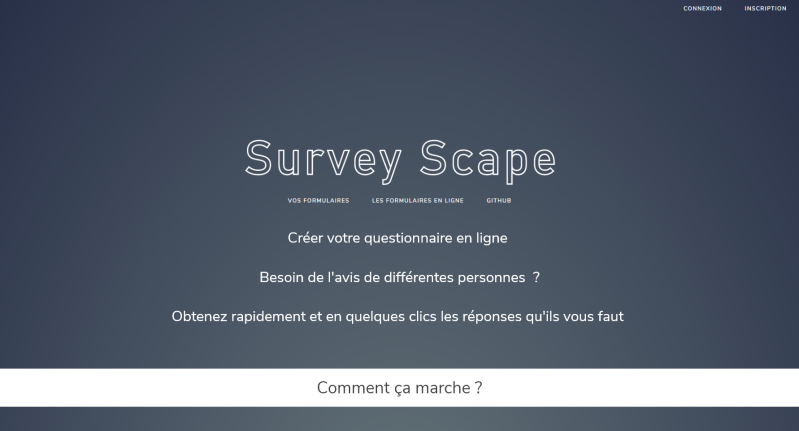 CONNEXION INSCRIPTION
Survey Scape
VOS FORMULAIRES LES FORMULAIRES EN LIGNE GITHUB
Créer votre questionnaire en ligne
Besoin de l'avis de différentes personnes ?
Obtenez rapidement et en quelques clics les réponses qu'ils vous faut
Comment ça marche ?